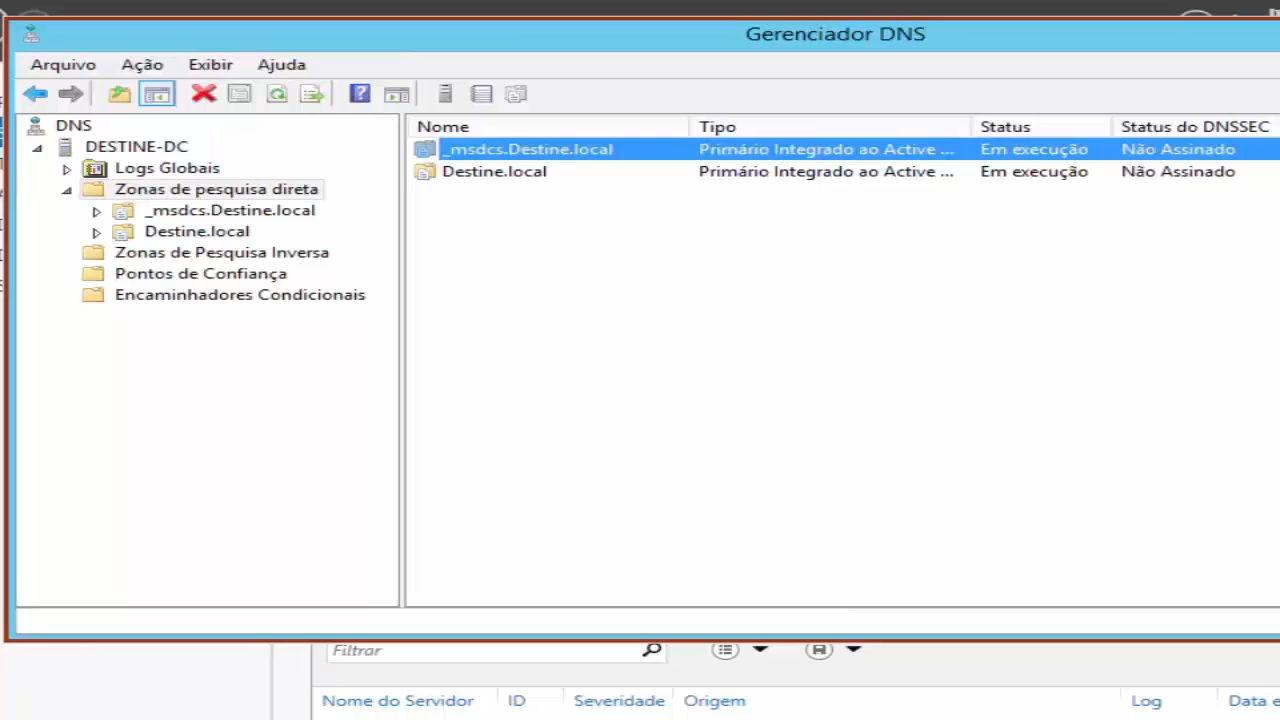 Gerenciador DNS
Arquivo Ação Exibir Ajuda
DNS
DESTINE-DC
Logs Globais
Zonas de pesquisa direta
_msdcs.Destine.local
Destine.local
Zonas de Pesquisa Inversa
Pontos de Confiança
Encaminhadores Condicionais
Nome Tipo Status Status do DNSSEC
_msdcs.Destine.local Primário Integrado ao Active ... Em execução Não Assinado
Destine.local Primário Integrado ao Active ... Em execução Não Assinado
Filtrar
Nome do Servidor ID Severidade Origem Log Data e